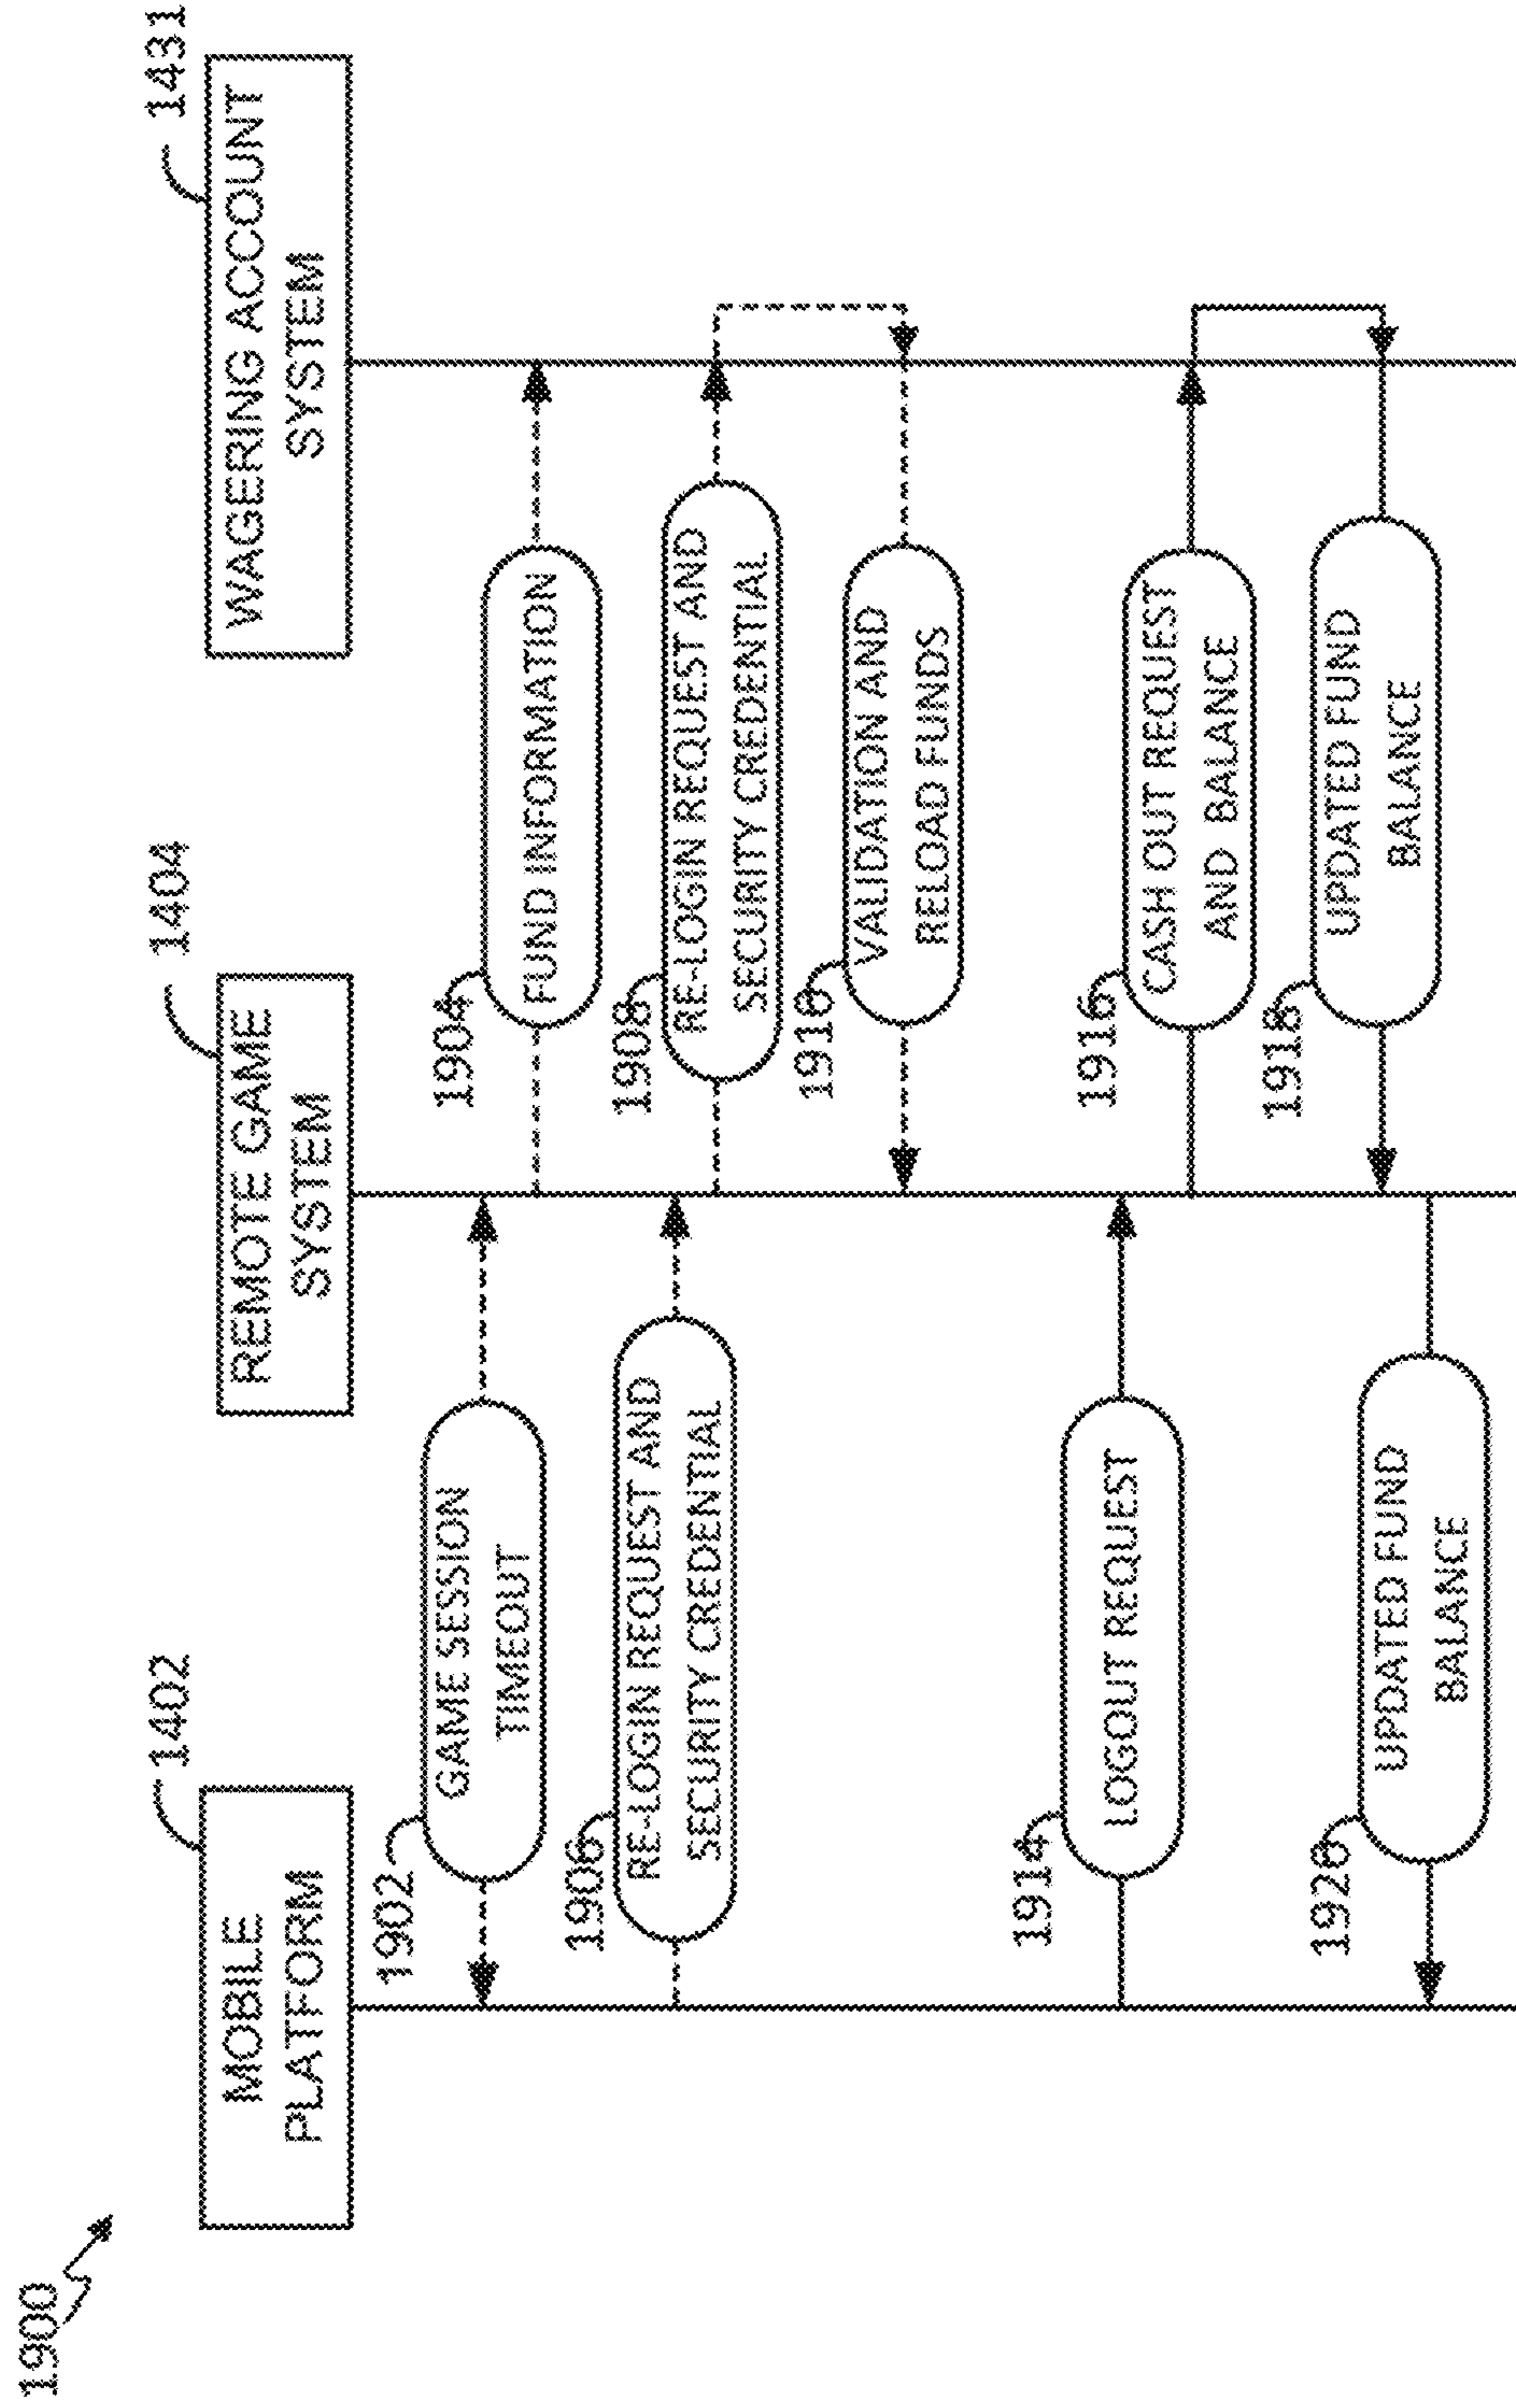 1900
MOBILE
PLATFORM
1402
REMOTE GAME
SYSTEM
1404
WAGERING ACCOUNT
SYSTEM
1431
1902
GAME SESSION
TIMEOUT
1904
FUND INFORMATION
1906
RE-LOGIN REQUEST AND
SECURITY CREDENTIAL
1908
RE-LOGIN REQUEST AND
SECURITY CREDENTIAL
1910
VALIDATION AND
RELOAD FUNDS
1914
LOGOUT REQUEST
1916
CASH OUT REQUEST
AND BALANCE
1918
UPDATED FUND
BALANCE
1920
UPDATED FUND
BALANCE